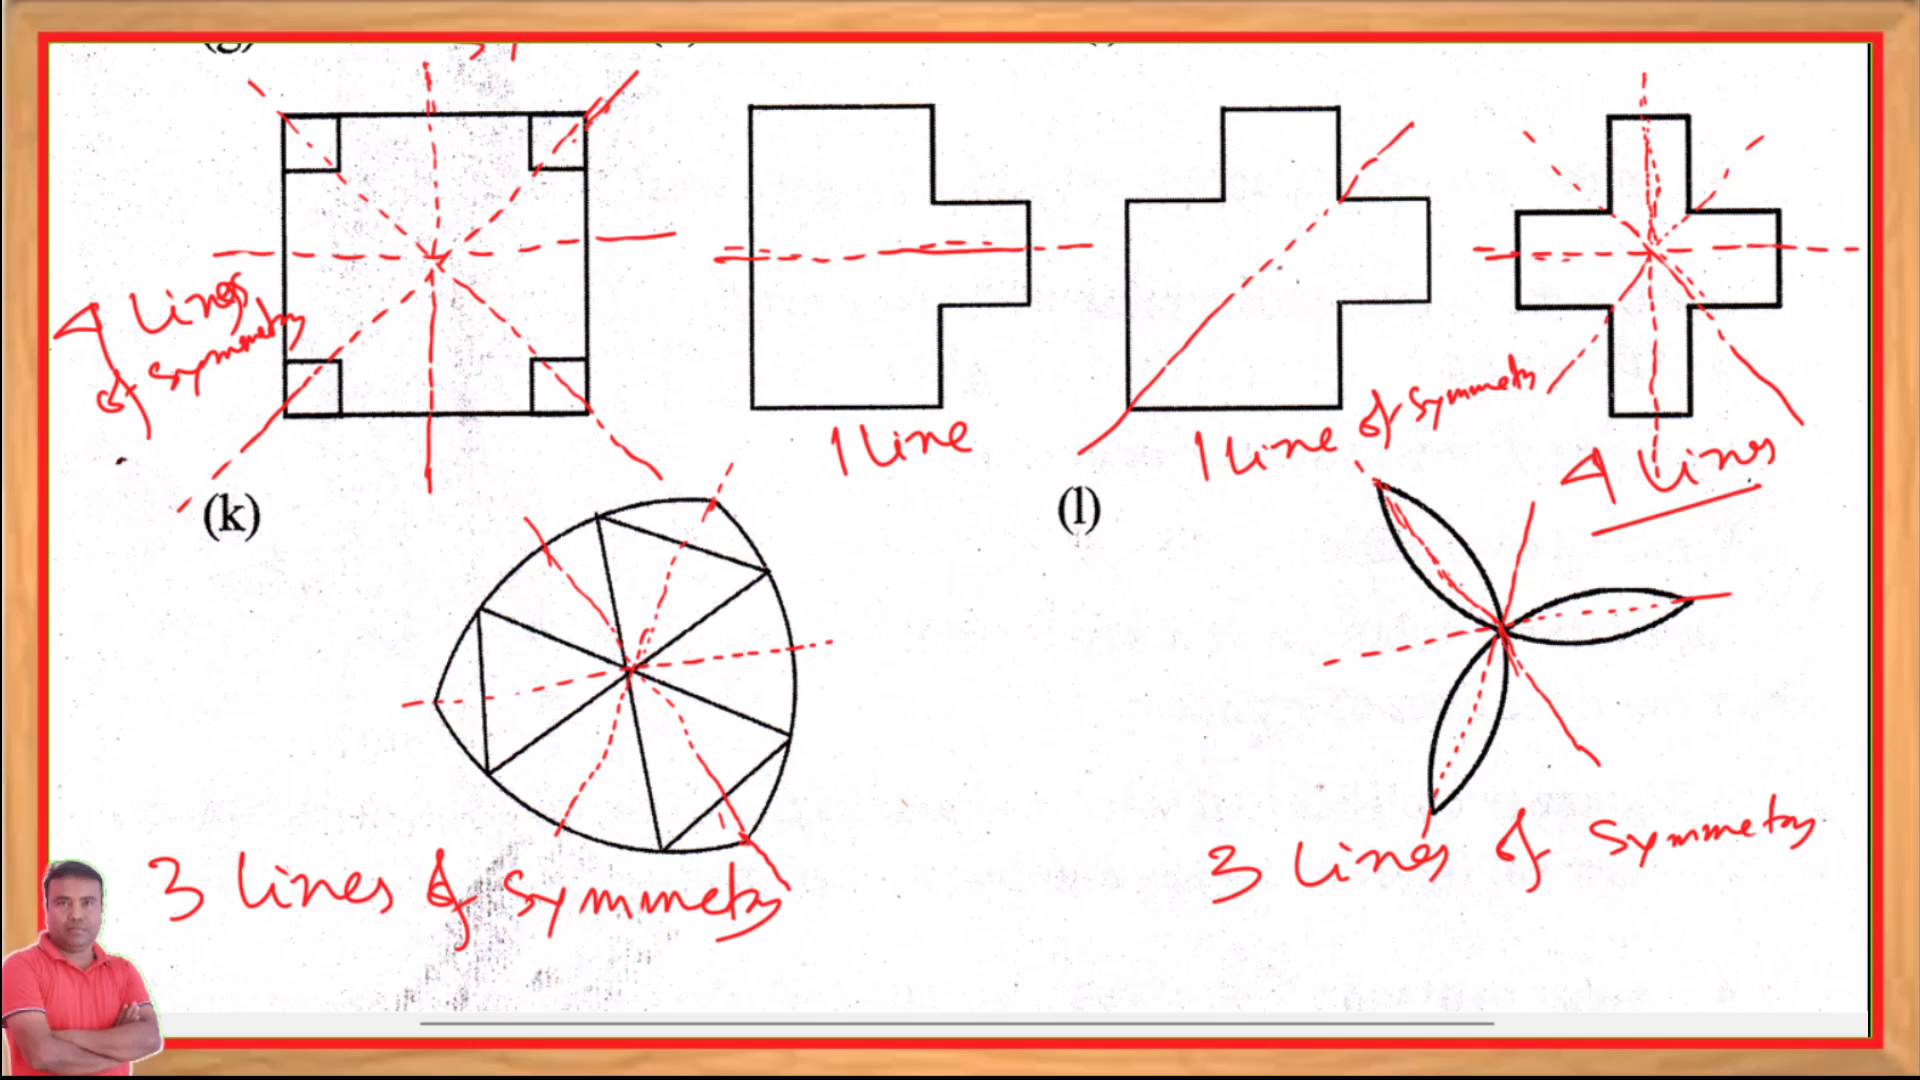 (g)
4 Lines
of Symmetry
1 Line
1 Line of Symmetry
4 Lines
(k)
(l)
3 Lines of Symmetry
3 Lines of Symmetry